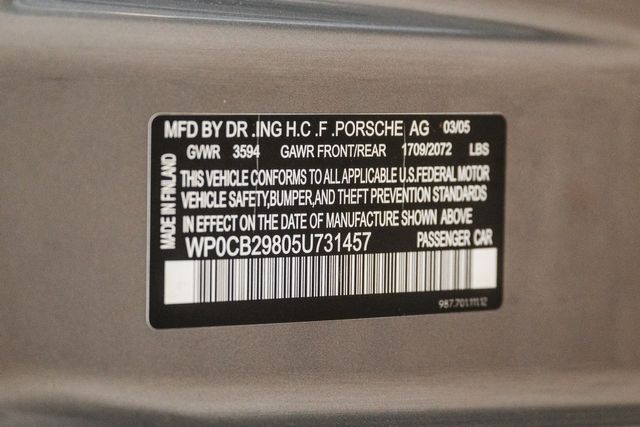 MFD BY DR .ING H.C .F .PORSCHE AG 03/05
GVWR 3594 GAWR FRONT/REAR 1709/2072 LBS
THIS VEHICLE CONFORMS TO ALL APPLICABLE U.S.FEDERAL MOTOR
VEHICLE SAFETY,BUMPER,AND THEFT PREVENTION STANDARDS
IN EFFECT ON THE DATE OF MANUFACTURE SHOWN ABOVE
WP0CB29805U731457 PASSENGER CAR
MADE IN FINLAND
987.701.111.12